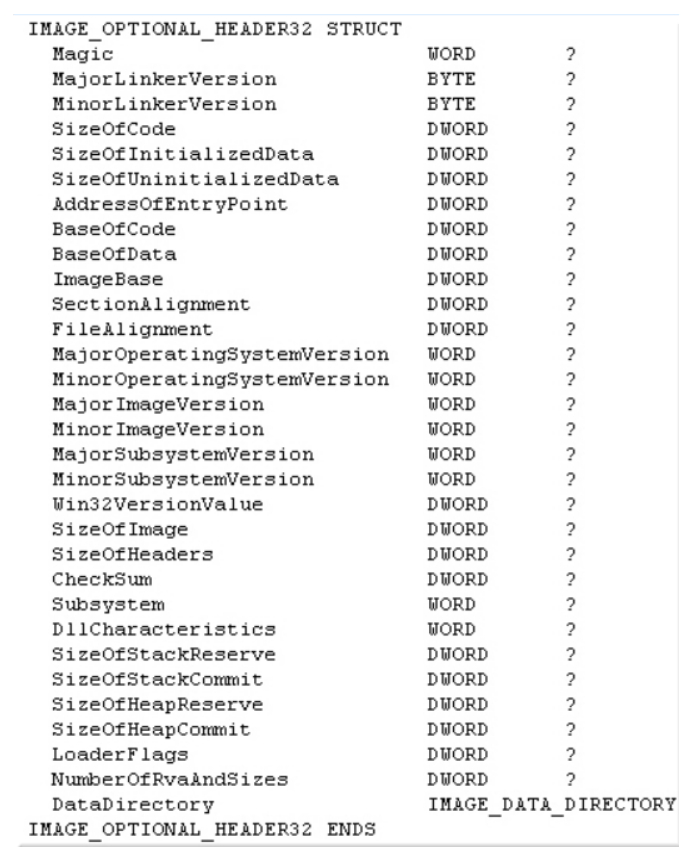 IMAGE_OPTIONAL_HEADER32 STRUCT
Magic WORD ?
MajorLinkerVersion BYTE ?
MinorLinkerVersion BYTE ?
SizeOfCode DWORD ?
SizeOfInitializedData DWORD ?
SizeOfUninitializedData DWORD ?
AddressOfEntryPoint DWORD ?
BaseOfCode DWORD ?
BaseOfData DWORD ?
ImageBase DWORD ?
SectionAlignment DWORD ?
FileAlignment DWORD ?
MajorOperatingSystemVersion WORD ?
MinorOperatingSystemVersion WORD ?
MajorImageVersion WORD ?
MinorImageVersion WORD ?
MajorSubsystemVersion WORD ?
MinorSubsystemVersion WORD ?
Win32VersionValue DWORD ?
SizeOfImage DWORD ?
SizeOfHeaders DWORD ?
CheckSum DWORD ?
Subsystem WORD ?
DllCharacteristics WORD ?
SizeOfStackReserve DWORD ?
SizeOfStackCommit DWORD ?
SizeOfHeapReserve DWORD ?
SizeOfHeapCommit DWORD ?
LoaderFlags DWORD ?
NumberOfRvaAndSizes DWORD ?
DataDirectory IMAGE_DATA_DIRECTORY
IMAGE_OPTIONAL_HEADER32 ENDS